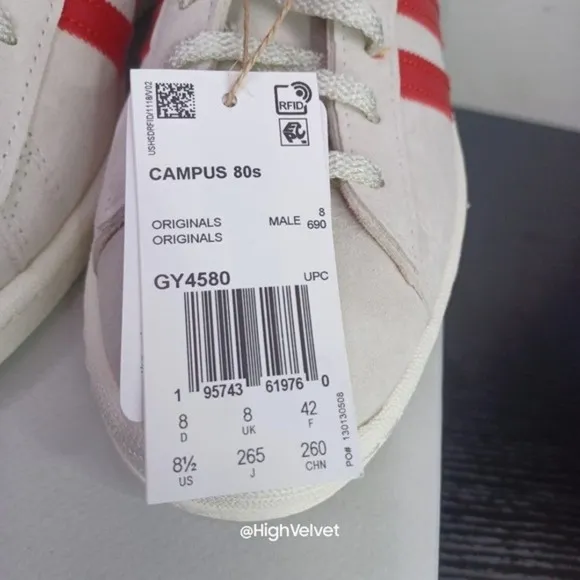 USHSDRFID/1118/V02
RFID
CAMPUS 80s
ORIGINALS
ORIGINALS
MALE 8
690
GY4580 UPC
1 95743 61976 0
8 8 42
D UK F
8½ 265 260
US J CHN
PO# 130130508
@HighVelvet